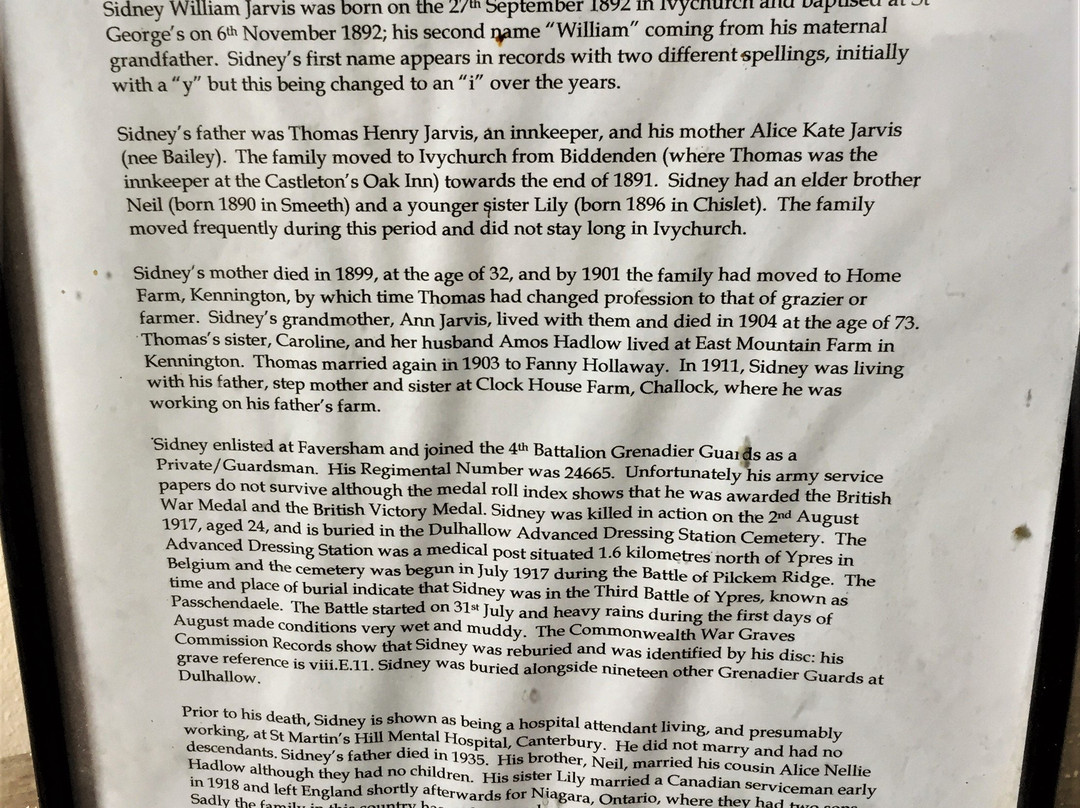 Sidney William Jarvis was born on the 27th September 1892 in Ivychurch and baptised at St
George's on 6th November 1892; his second name "William" coming from his maternal
grandfather. Sidney's first name appears in records with two different spellings, initially
with a "y" but this being changed to an "i" over the years.
Sidney's father was Thomas Henry Jarvis, an innkeeper, and his mother Alice Kate Jarvis
(nee Bailey). The family moved to Ivychurch from Biddenden (where Thomas was the
innkeeper at the Castleton's Oak Inn) towards the end of 1891. Sidney had an elder brother
Neil (born 1890 in Smeeth) and a younger sister Lily (born 1896 in Chislet). The family
moved frequently during this period and did not stay long in Ivychurch.
Sidney's mother died in 1899, at the age of 32, and by 1901 the family had moved to Home
Farm, Kennington, by which time Thomas had changed profession to that of grazier or
farmer. Sidney's grandmother, Ann Jarvis, lived with them and died in 1904 at the age of 73.
Thomas's sister, Caroline, and her husband Amos Hadlow lived at East Mountain Farm in
Kennington. Thomas married again in 1903 to Fanny Hollaway. In 1911, Sidney was living
with his father, step mother and sister at Clock House Farm, Challock, where he was
working on his father's farm.
Sidney enlisted at Faversham and joined the 4th Battalion Grenadier Guards as a
Private/Guardsman. His Regimental Number was 24665. Unfortunately his army service
papers do not survive although the medal roll index shows that he was awarded the British
War Medal and the British Victory Medal. Sidney was killed in action on the 2nd August
1917, aged 24, and is buried in the Dulhallow Advanced Dressing Station Cemetery. The
Advanced Dressing Station was a medical post situated 1.6 kilometres north of Ypres in
Belgium and the cemetery was begun in July 1917 during the Battle of Pilckem Ridge. The
time and place of burial indicate that Sidney was in the Third Battle of Ypres, known as
Passchendaele. The Battle started on 31st July and heavy rains during the first days of
August made conditions very wet and muddy. The Commonwealth War Graves
Commission Records show that Sidney was reburied and was identified by his disc: his
grave reference is viii.E.11. Sidney was buried alongside nineteen other Grenadier Guards at
Dulhallow.
Prior to his death, Sidney is shown as being a hospital attendant living, and presumably
working, at St Martin's Hill Mental Hospital, Canterbury. He did not marry and had no
descendants. Sidney's father died in 1935. His brother, Neil, married his cousin Alice Nellie
Hadlow although they had no children. His sister Lily married a Canadian serviceman early
in 1918 and left England shortly afterwards for Niagara, Ontario, where they had two sons
Sadly the family in this country